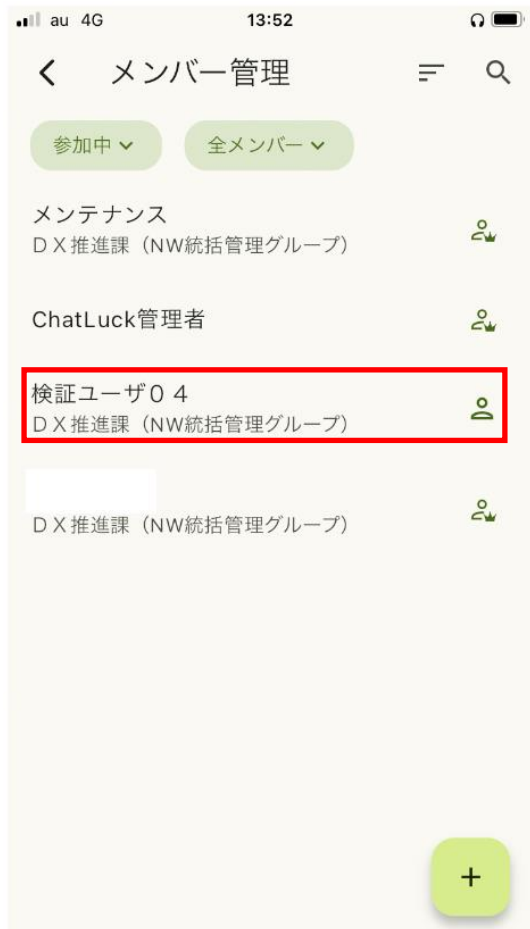 au 4G 13:52
メンバー管理
参加中 全メンバー
メンテナンス
DX推進課（NW統括管理グループ）
ChatLuck管理者
検証ユーザ０４
DX推進課（NW統括管理グループ）
DX推進課（NW統括管理グループ）
+